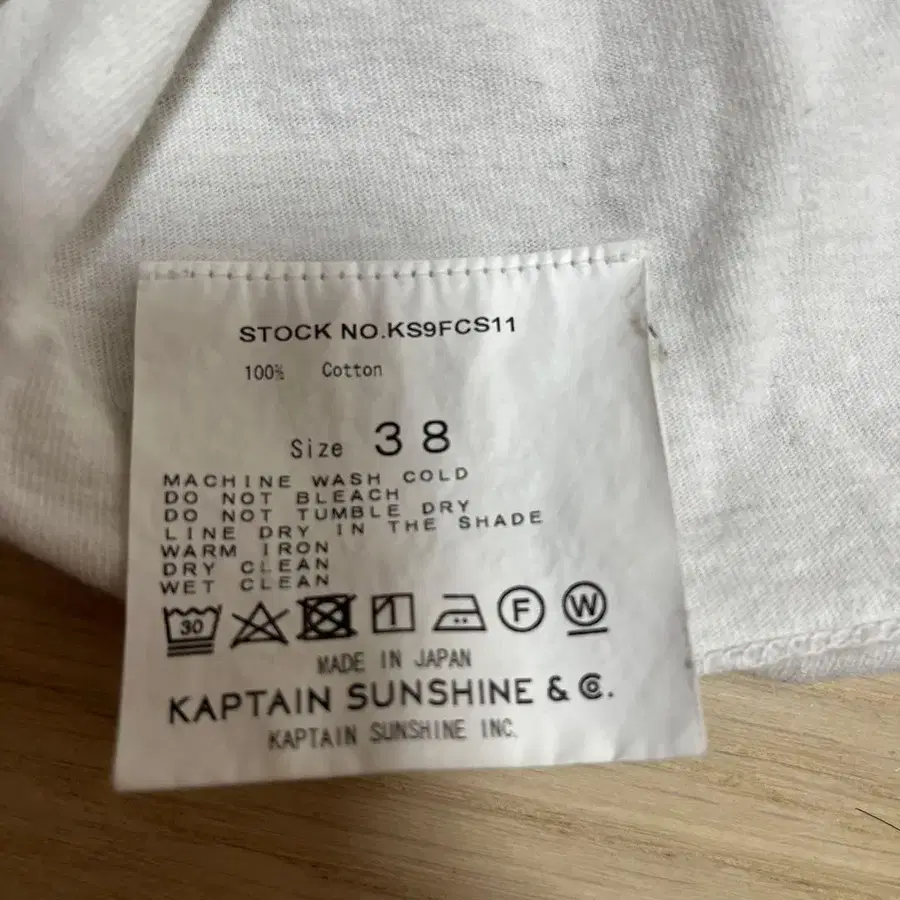 STOCK NO.KS9FCS11
100% Cotton
Size 38
MACHINE WASH COLD
DO NOT BLEACH
DO NOT TUMBLE DRY
LINE DRY IN THE SHADE
WARM IRON
DRY CLEAN
WET CLEAN
30 F W
MADE IN JAPAN
KAPTAIN SUNSHINE & Co.
KAPTAIN SUNSHINE INC.